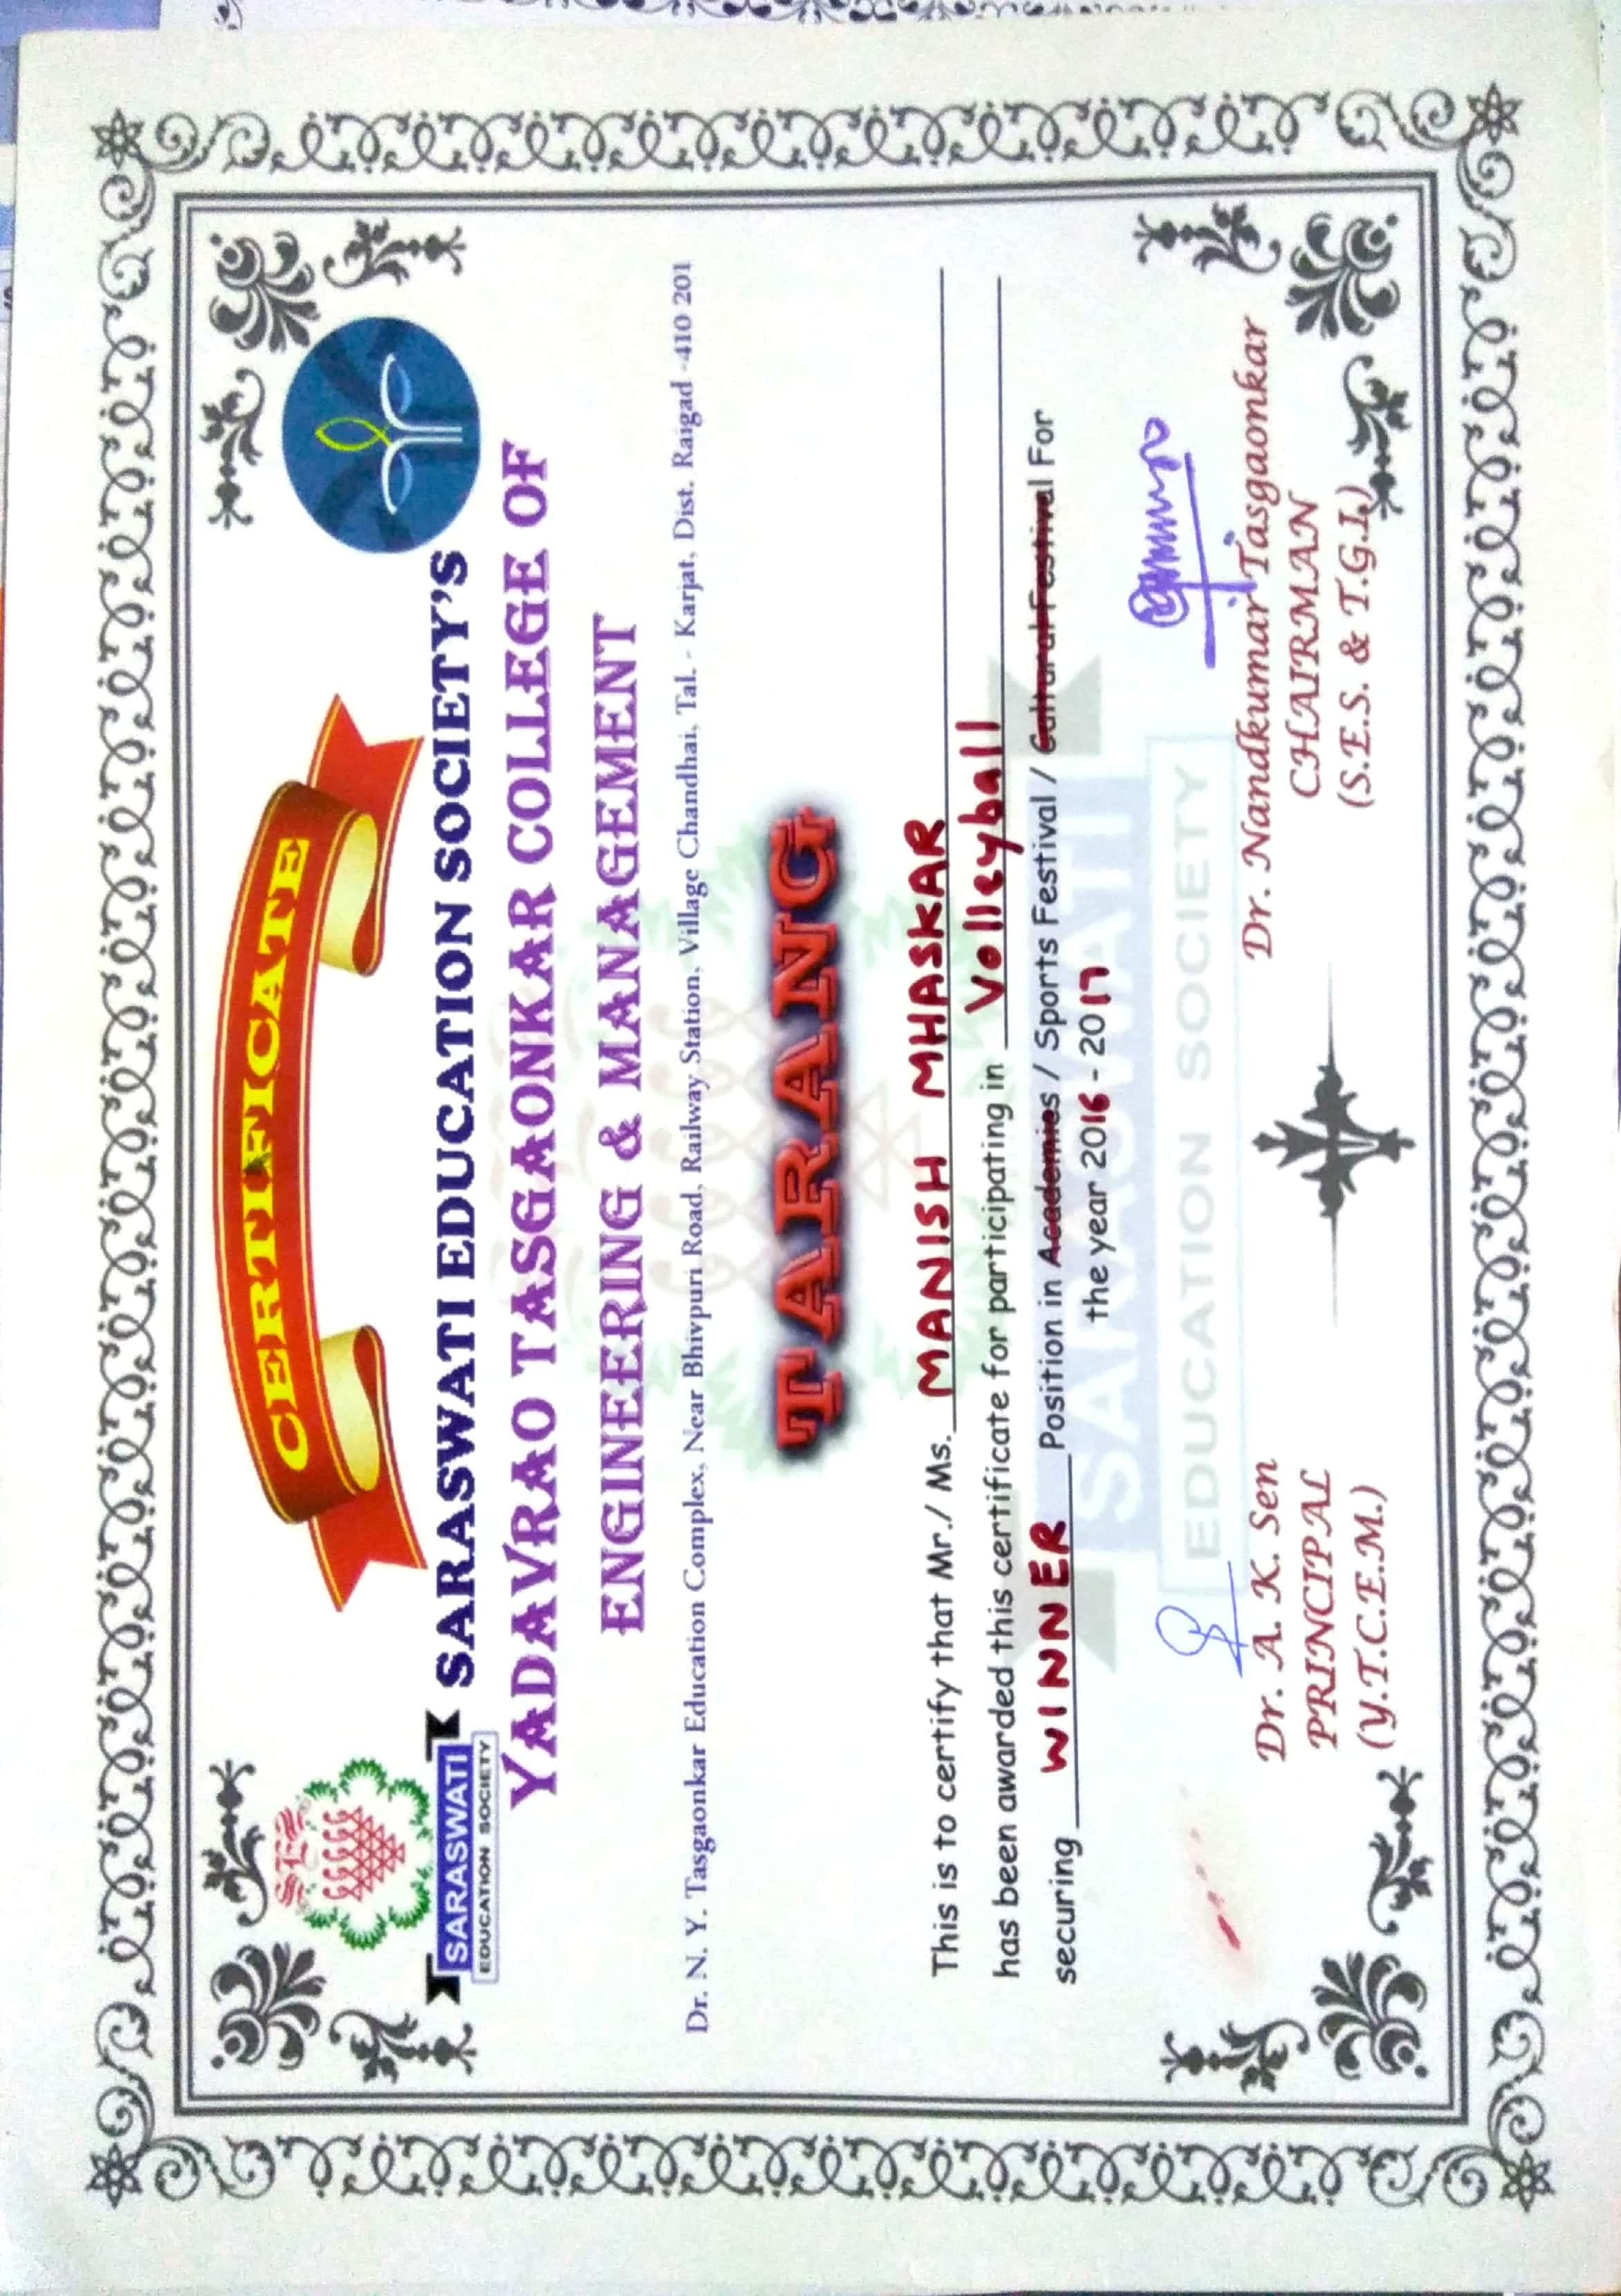 CERTIFICATE
SES
SARASWATI
EDUCATION SOCIETY
SARASWATI EDUCATION SOCIETY'S
YADAVRAO TASGAONKAR COLLEGE OF
ENGINEERING & MANAGEMENT
Dr. N. Y. Tasgaonkar Education Complex, Near Bhivpuri Road, Railway Station, Village Chandhai, Tal. - Karjat, Dist. Raigad -410 201
TARANG
This is to certify that Mr./ Ms. MANISH MHASKAR
has been awarded this certificate for participating in Volleyball
securing WINNER Position in Academies / Sports Festival / Cultural Festival For
the year 2016 - 2017
SARASWATI
EDUCATION SOCIETY
Dr. A. K. Sen
PRINCIPAL
(Y.T.C.E.M.)
Dr. Nandkumar Tasgaonkar
CHAIRMAN
(S.E.S. & T.G.I.)